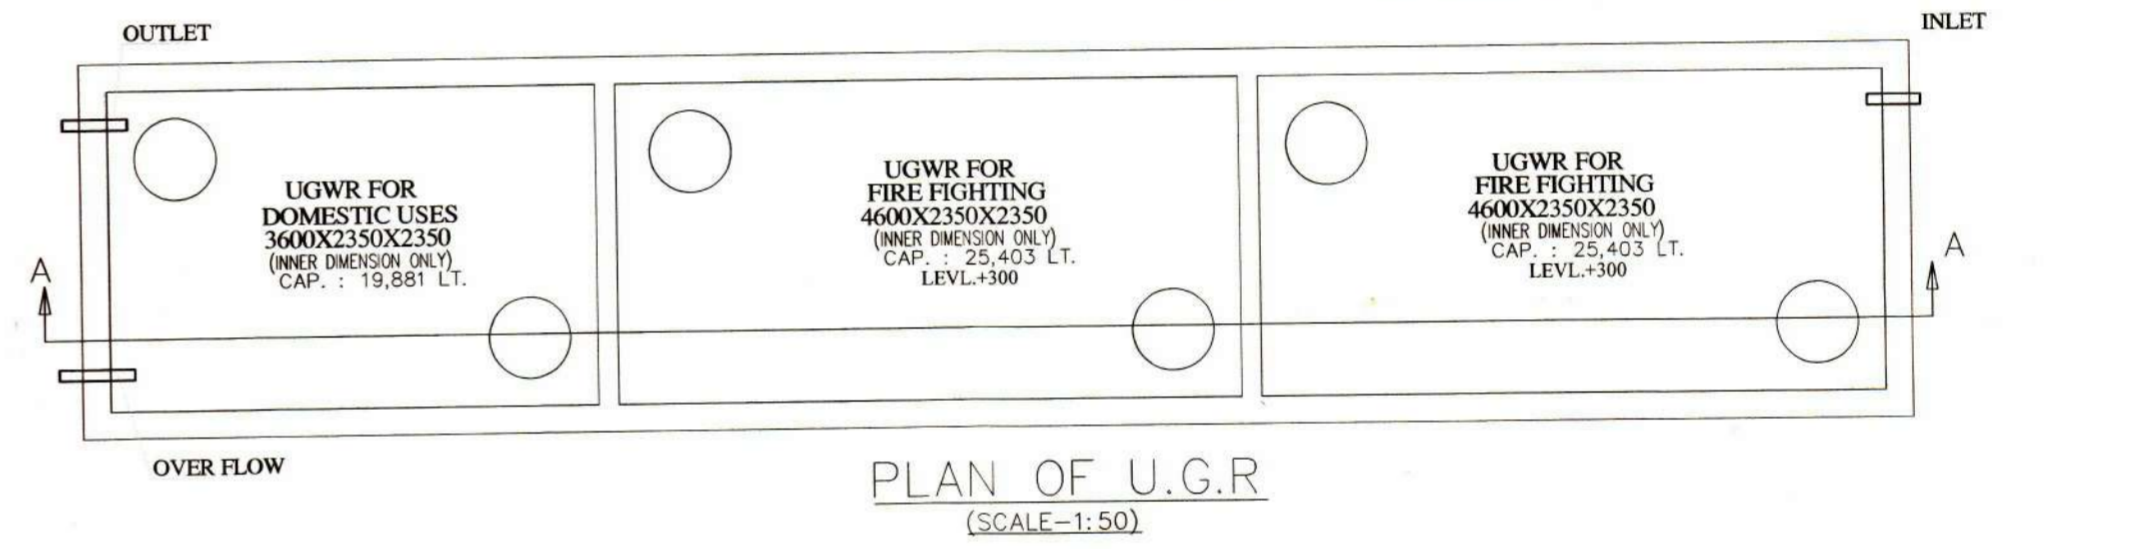 OUTLET
INLET
UGWR FOR
DOMESTIC USES
3600X2350X2350
(INNER DIMENSION ONLY)
CAP. : 19,881 LT.
UGWR FOR
FIRE FIGHTING
4600X2350X2350
(INNER DIMENSION ONLY)
CAP. : 25,403 LT.
LEVL.+300
UGWR FOR
FIRE FIGHTING
4600X2350X2350
(INNER DIMENSION ONLY)
CAP. : 25,403 LT.
LEVL.+300
A
A
OVER FLOW
PLAN OF U.G.R
(SCALE-1:50)